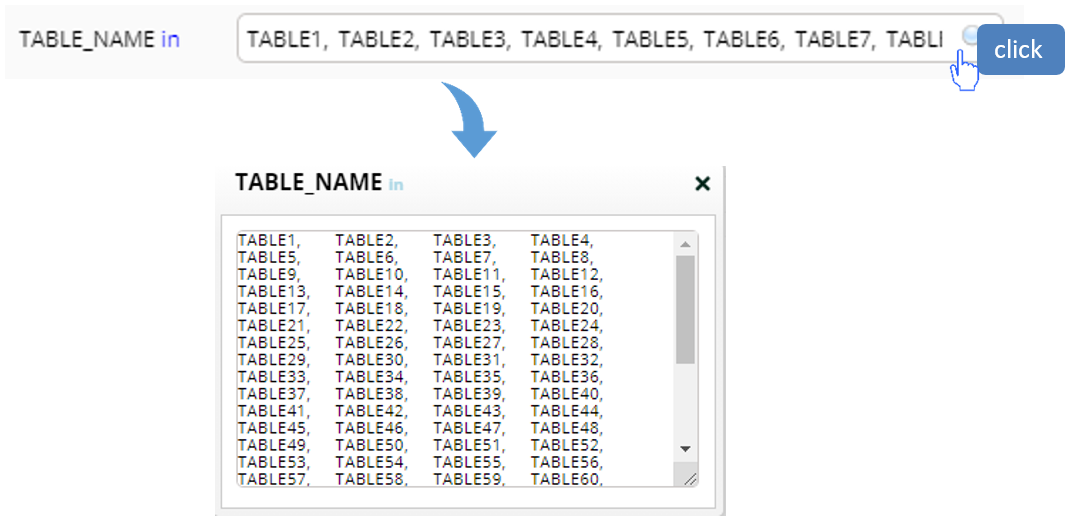 TABLE_NAME in TABLE1, TABLE2, TABLE3, TABLE4, TABLE5, TABLE6, TABLE7, click
TABLE_NAME in
TABLE1, TABLE2, TABLE3, TABLE4,
TABLE5, TABLE6, TABLE7, TABLE8,
TABLE9, TABLE10, TABLE11, TABLE12,
TABLE13, TABLE14, TABLE15, TABLE16,
TABLE17, TABLE18, TABLE19, TABLE20,
TABLE21, TABLE22, TABLE23, TABLE24,
TABLE25, TABLE26, TABLE27, TABLE28,
TABLE29, TABLE30, TABLE31, TABLE32,
TABLE33, TABLE34, TABLE35, TABLE36,
TABLE37, TABLE38, TABLE39, TABLE40,
TABLE41, TABLE42, TABLE43, TABLE44,
TABLE45, TABLE46, TABLE47, TABLE48,
TABLE49, TABLE50, TABLE51, TABLE52,
TABLE53, TABLE54, TABLE55, TABLE56,
TABLE57, TABLE58, TABLE59, TABLE60,